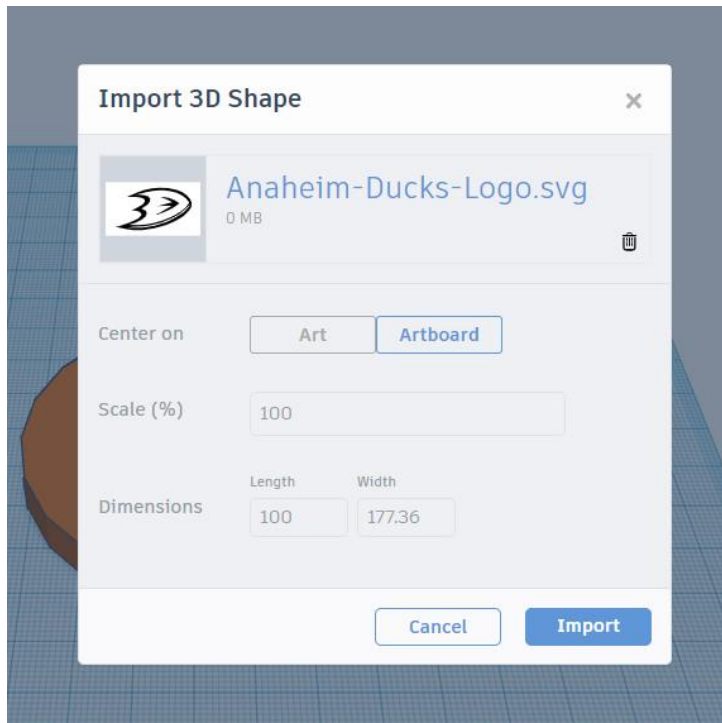 Import 3D Shape
Anaheim-Ducks-Logo.svg
0 MB
Center on Art Artboard
Scale (%) 100
Length Width
Dimensions 100 177.36
Cancel Import